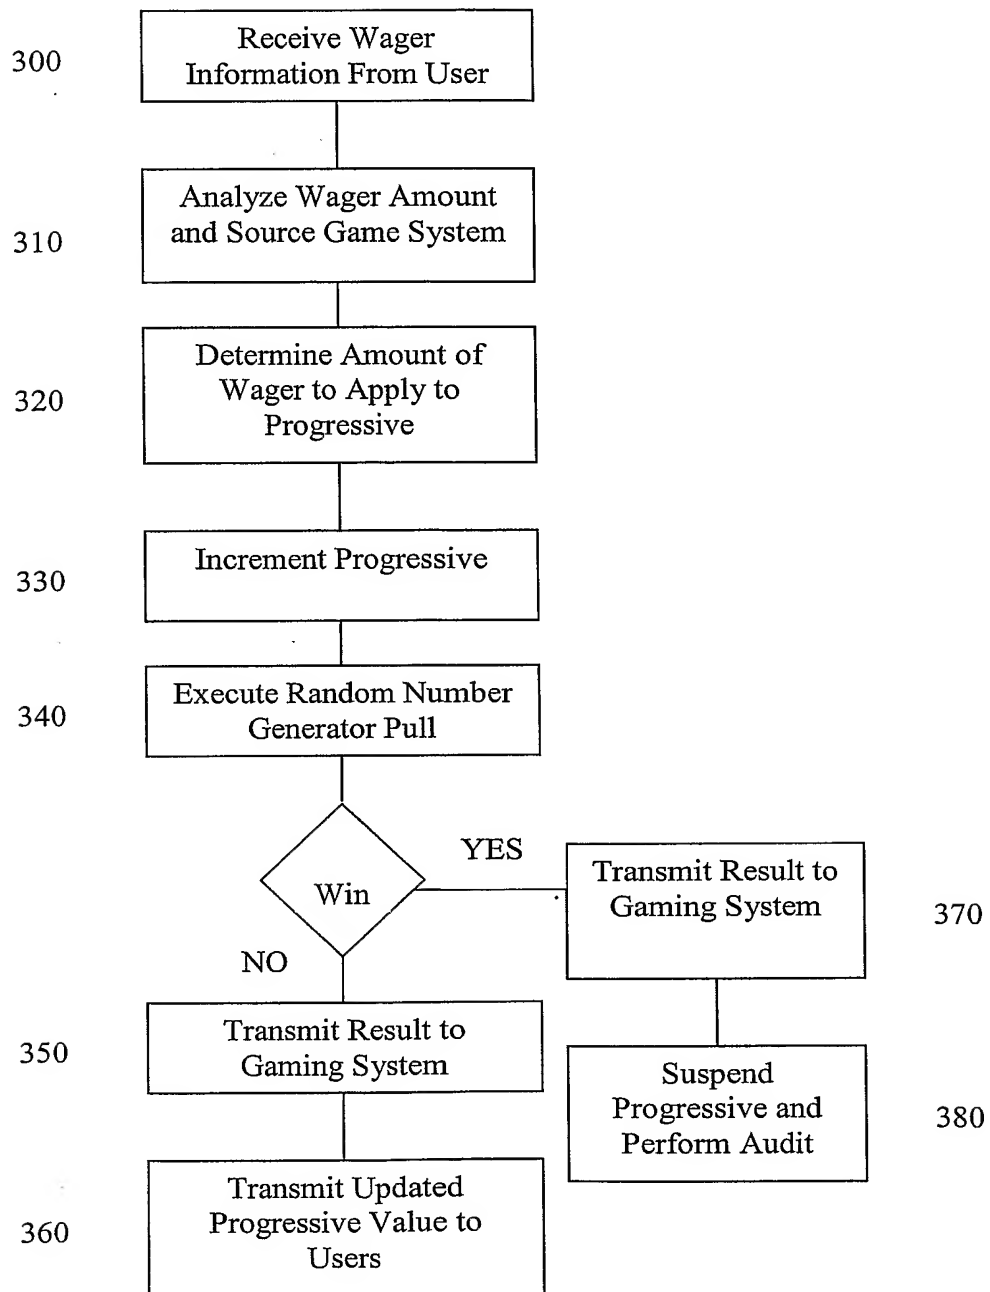 Receive Wager
300
Information From User
Analyze Wager Amount
310
and Source Game System
Determine Amount of
320
Wager to Apply to
Progressive
330
Increment Progressive
340
Execute Random Number
Generator Pull
Win
YES
NO
Transmit Result to
Gaming System
370
350
Transmit Result to
Gaming System
Suspend
Progressive and
Perform Audit
380
360
Transmit Updated
Progressive Value to
Users